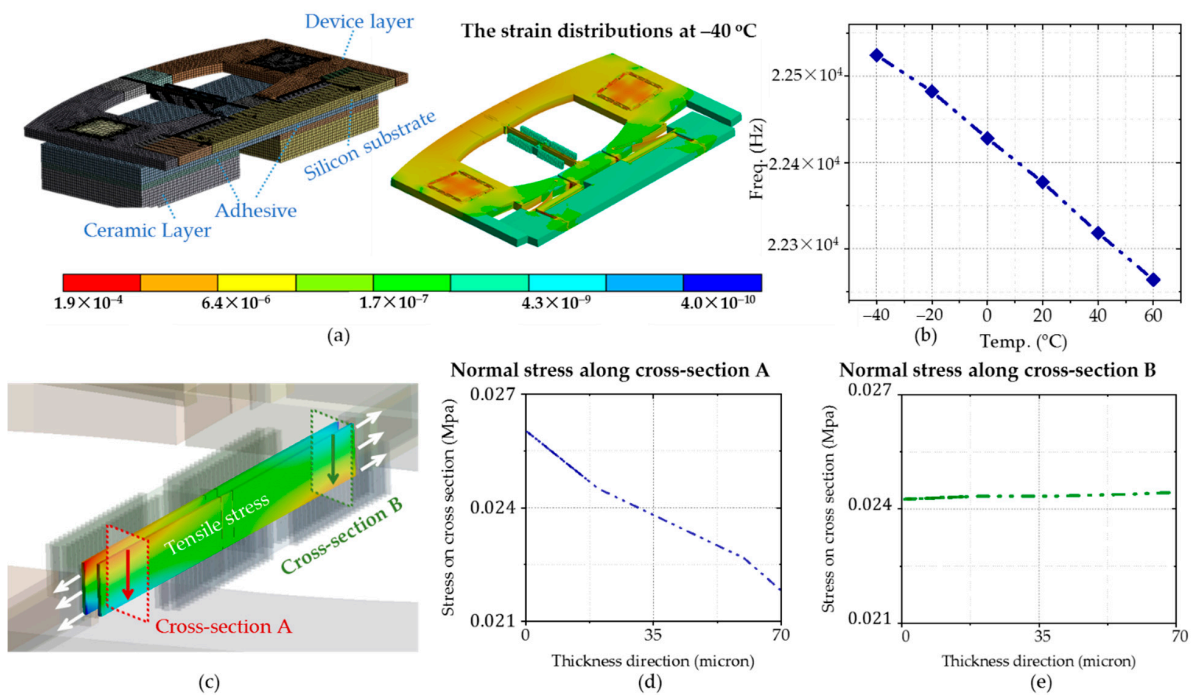 Device layer
Silicon substrate
Adhesive
Ceramic Layer
The strain distributions at –40 °C
1.9×10⁻⁴ 6.4×10⁻⁶ 1.7×10⁻⁷ 4.3×10⁻⁹ 4.0×10⁻¹⁰
(a)
Freq. (Hz)
2.25×10⁴
2.24×10⁴
2.23×10⁴
–40 –20 0 20 40 60
Temp. (°C)
(b)
Tensile stress
Cross-section B
Cross-section A
(c)
Normal stress along cross-section A
Stress on cross section (Mpa)
0.027
0.024
0.021
0 35 70
Thickness direction (micron)
(d)
Normal stress along cross-section B
Stress on cross section (Mpa)
0.027
0.024
0.021
0 35 70
Thickness direction (micron)
(e)